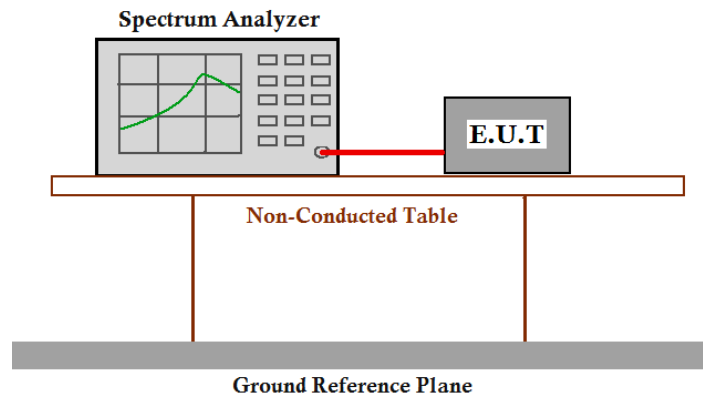 Spectrum Analyzer
E.U.T
Non-Conducted Table
Ground Reference Plane